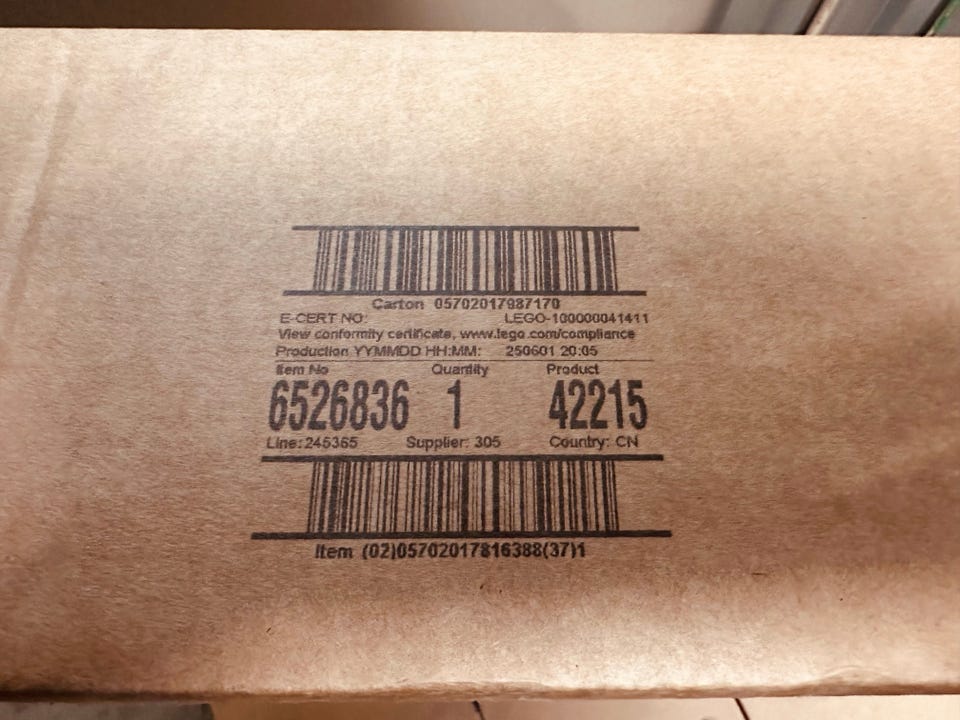 Carton 05702017987170
E-CERT NO: LEGO-100000041411
View conformity certificate, www.lego.com/compliance
Production YYMMDD HH:MM: 250601 20:05
Item No Quantity Product
6526836 1 42215
Line: 245365 Supplier: 305 Country: CN
Item (02)05702017816388(37)1